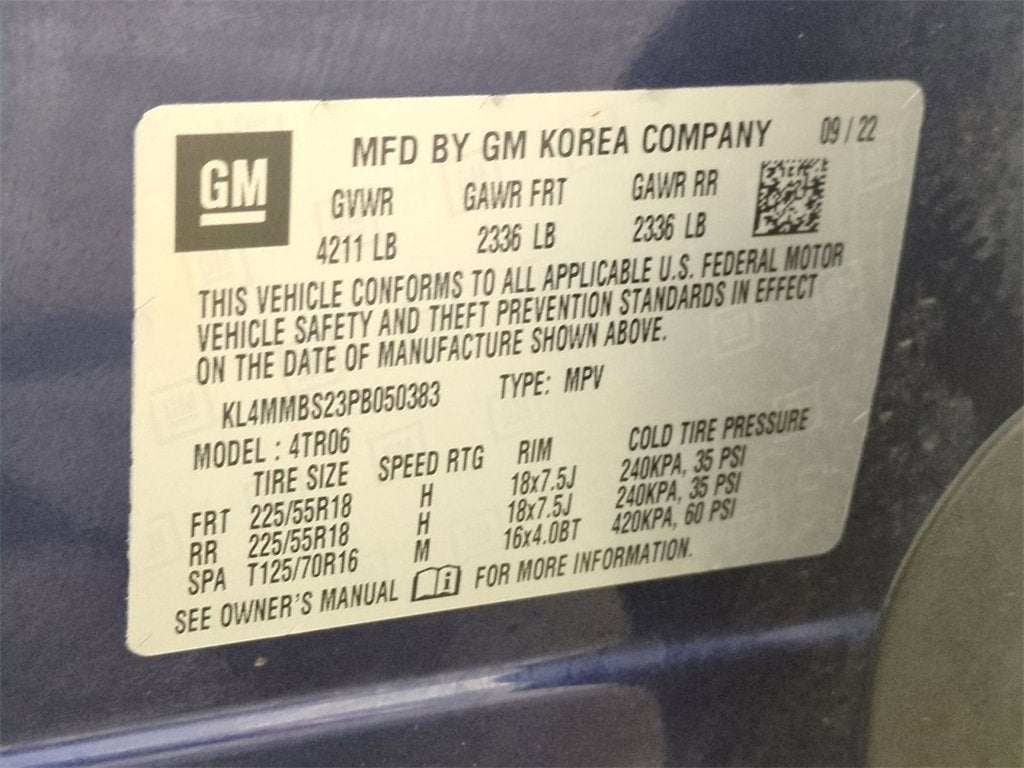 GM
MFD BY GM KOREA COMPANY 09 / 22
GVWR GAWR FRT GAWR RR
4211 LB 2336 LB 2336 LB
THIS VEHICLE CONFORMS TO ALL APPLICABLE U.S. FEDERAL MOTOR
VEHICLE SAFETY AND THEFT PREVENTION STANDARDS IN EFFECT
ON THE DATE OF MANUFACTURE SHOWN ABOVE.
KL4MMBS23PB050383 TYPE: MPV
MODEL : 4TR06
TIRE SIZE SPEED RTG RIM COLD TIRE PRESSURE
FRT 225/55R18 H 18x7.5J 240KPA, 35 PSI
RR 225/55R18 H 18x7.5J 240KPA, 35 PSI
SPA T125/70R16 M 16x4.0BT 420KPA, 60 PSI
SEE OWNER'S MANUAL FOR MORE INFORMATION.